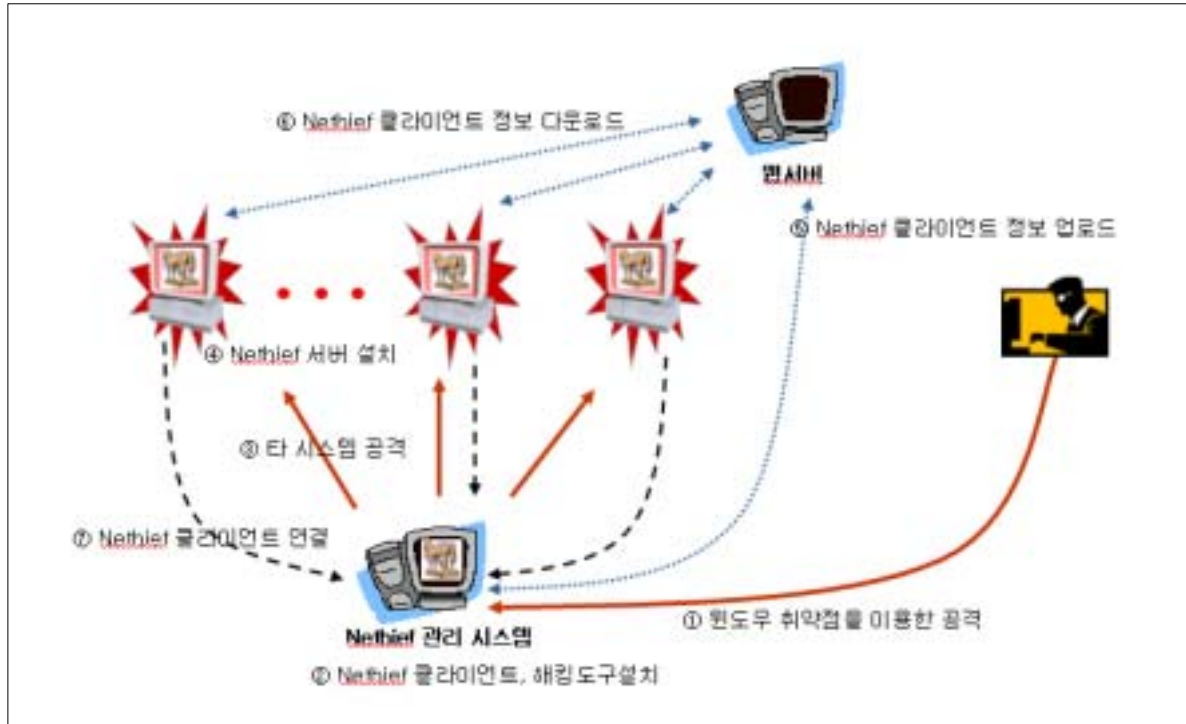 ⑥ Nethief 클라이언트 정보 다운로드
웹서버
⑤ Nethief 클라이언트 정보 업로드
④ Nethief 서버 설치
③ 타 시스템 공격
⑦ Nethief 클라이언트 연결
① 윈도우 취약점을 이용한 공격
Nethief 관리 시스템
② Nethief 클라이언트, 해킹도구설치